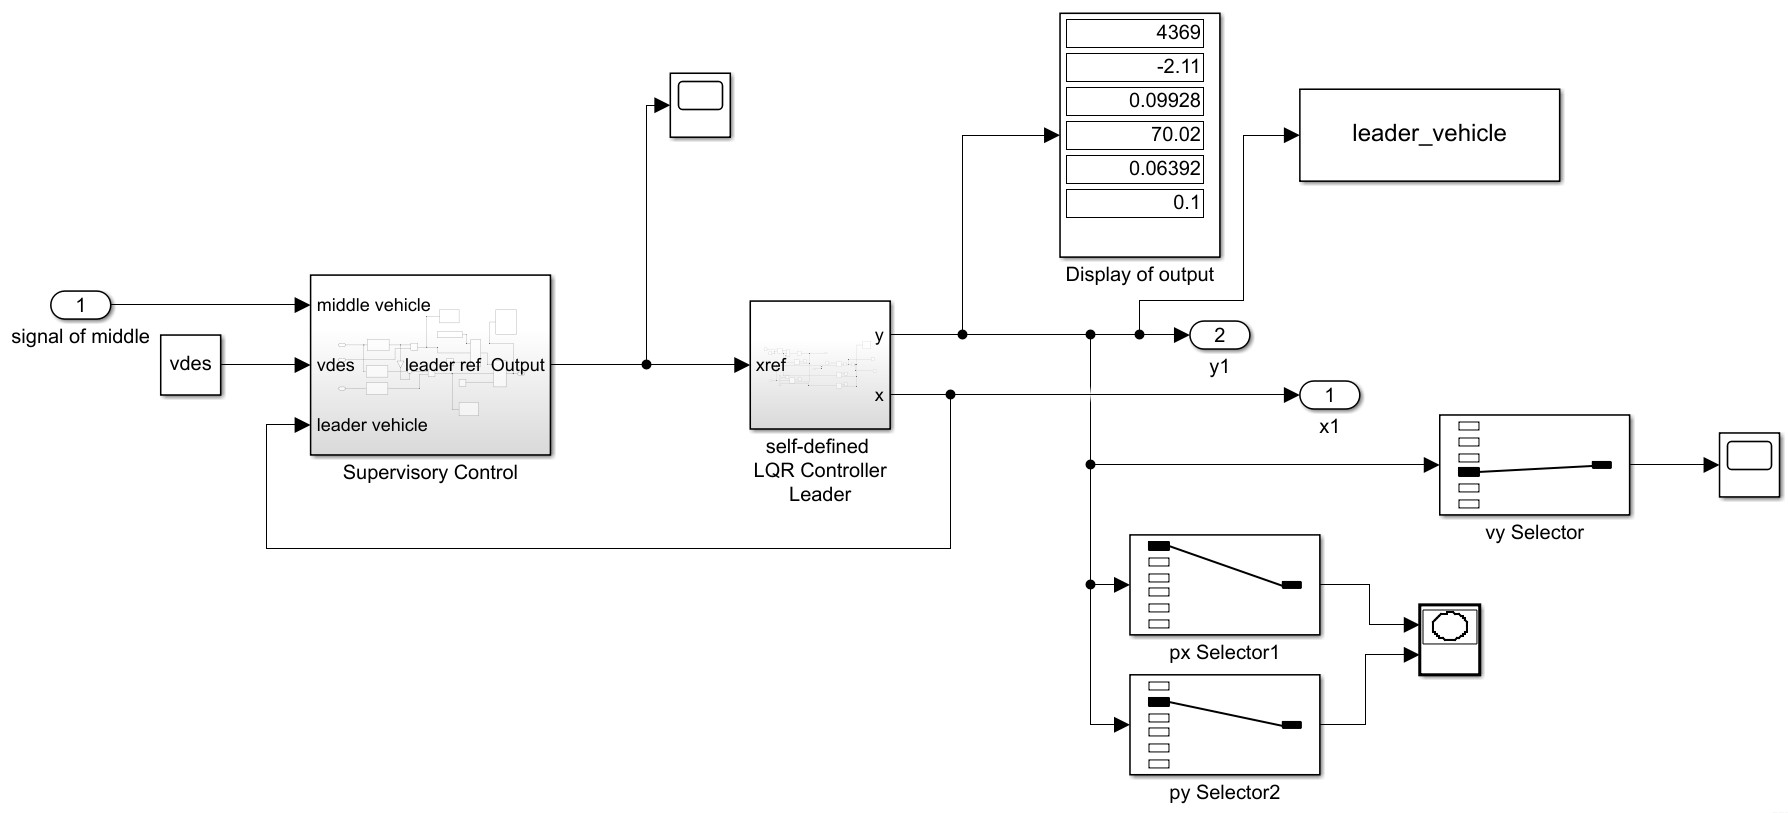 4369
-2.11
0.09928
70.02
0.06392
0.1
Display of output
leader_vehicle
1
signal of middle
vdes
middle vehicle
vdes
leader ref
Output
leader vehicle
Supervisory Control
xref
y
x
self-defined
LQR Controller
Leader
2
y1
1
x1
vy Selector
px Selector1
py Selector2